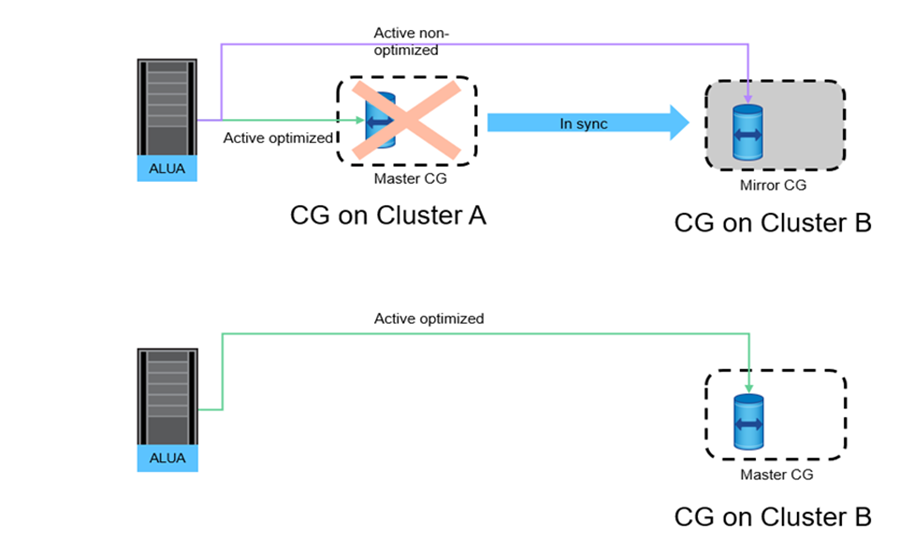 Active non-
optimized
Active optimized
In sync
ALUA
Master CG
Mirror CG
CG on Cluster A
CG on Cluster B
Active optimized
ALUA
Master CG
CG on Cluster B